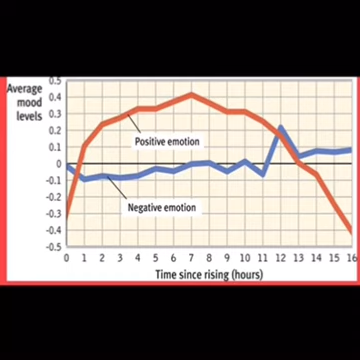 Average
mood
levels
0.5
0.4
0.3
0.2
0.1
0
-0.1
-0.2
-0.3
-0.4
-0.5
Positive emotion
Negative emotion
0 1 2 3 4 5 6 7 8 9 10 11 12 13 14 15 16
Time since rising (hours)